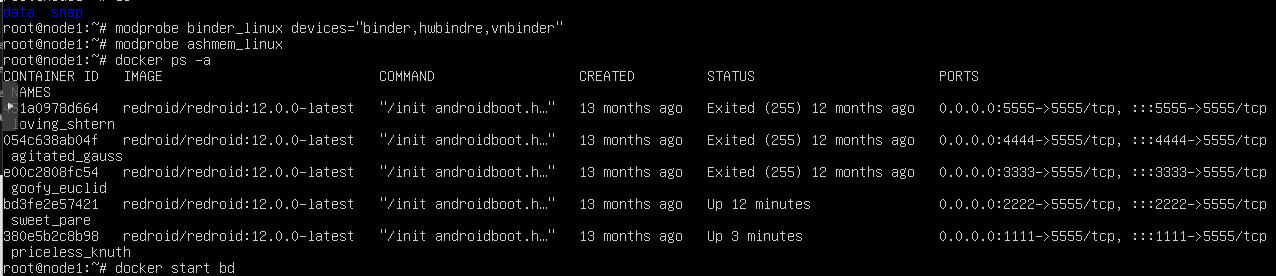 data snap
root@node1:~# modprobe binder_linux devices="binder,hwbindre,vnbinder"
root@node1:~# modprobe ashmem_linux
root@node1:~# docker ps -a
CONTAINER ID IMAGE COMMAND CREATED STATUS PORTS
NAMES
51a0978d664 redroid/redroid:12.0.0-latest "/init androidboot.h…" 13 months ago Exited (255) 12 months ago 0.0.0.0:5555->5555/tcp, :::5555->5555/tcp
loving_shtern
054c638ab04f redroid/redroid:12.0.0-latest "/init androidboot.h…" 13 months ago Exited (255) 12 months ago 0.0.0.0:4444->5555/tcp, :::4444->5555/tcp
agitated_gauss
e00c2808fc54 redroid/redroid:12.0.0-latest "/init androidboot.h…" 13 months ago Exited (255) 12 months ago 0.0.0.0:3333->5555/tcp, :::3333->5555/tcp
goofy_euclid
bd3fe2e57421 redroid/redroid:12.0.0-latest "/init androidboot.h…" 13 months ago Up 12 minutes 0.0.0.0:2222->5555/tcp, :::2222->5555/tcp
sweet_pare
380e5b2c8b98 redroid/redroid:12.0.0-latest "/init androidboot.h…" 13 months ago Up 3 minutes 0.0.0.0:1111->5555/tcp, :::1111->5555/tcp
priceless_knuth
root@node1:~# docker start bd